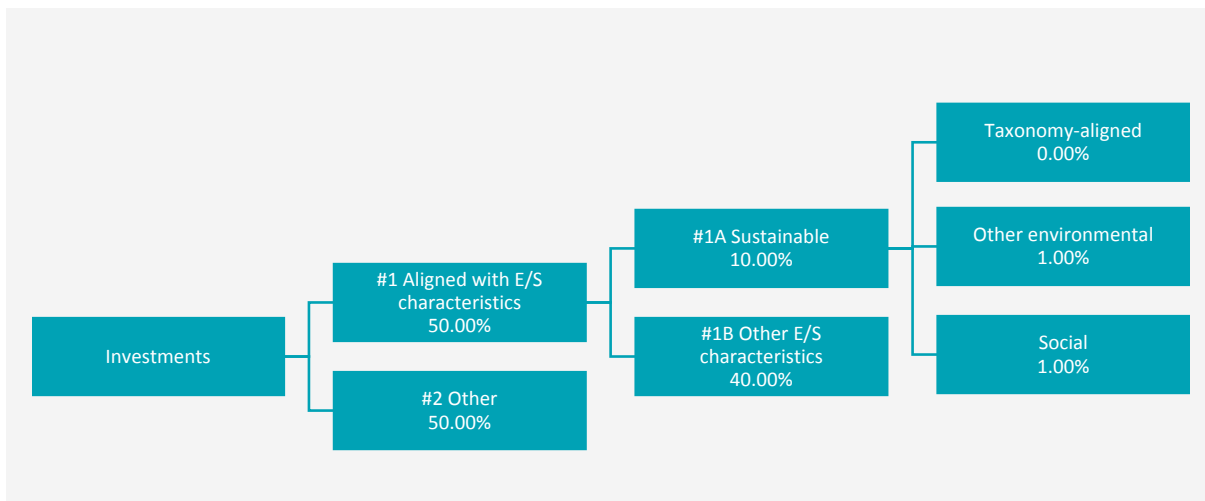 Investments
#1 Aligned with E/S
characteristics
50.00%
#2 Other
50.00%
#1A Sustainable
10.00%
#1B Other E/S
characteristics
40.00%
Taxonomy-aligned
0.00%
Other environmental
1.00%
Social
1.00%